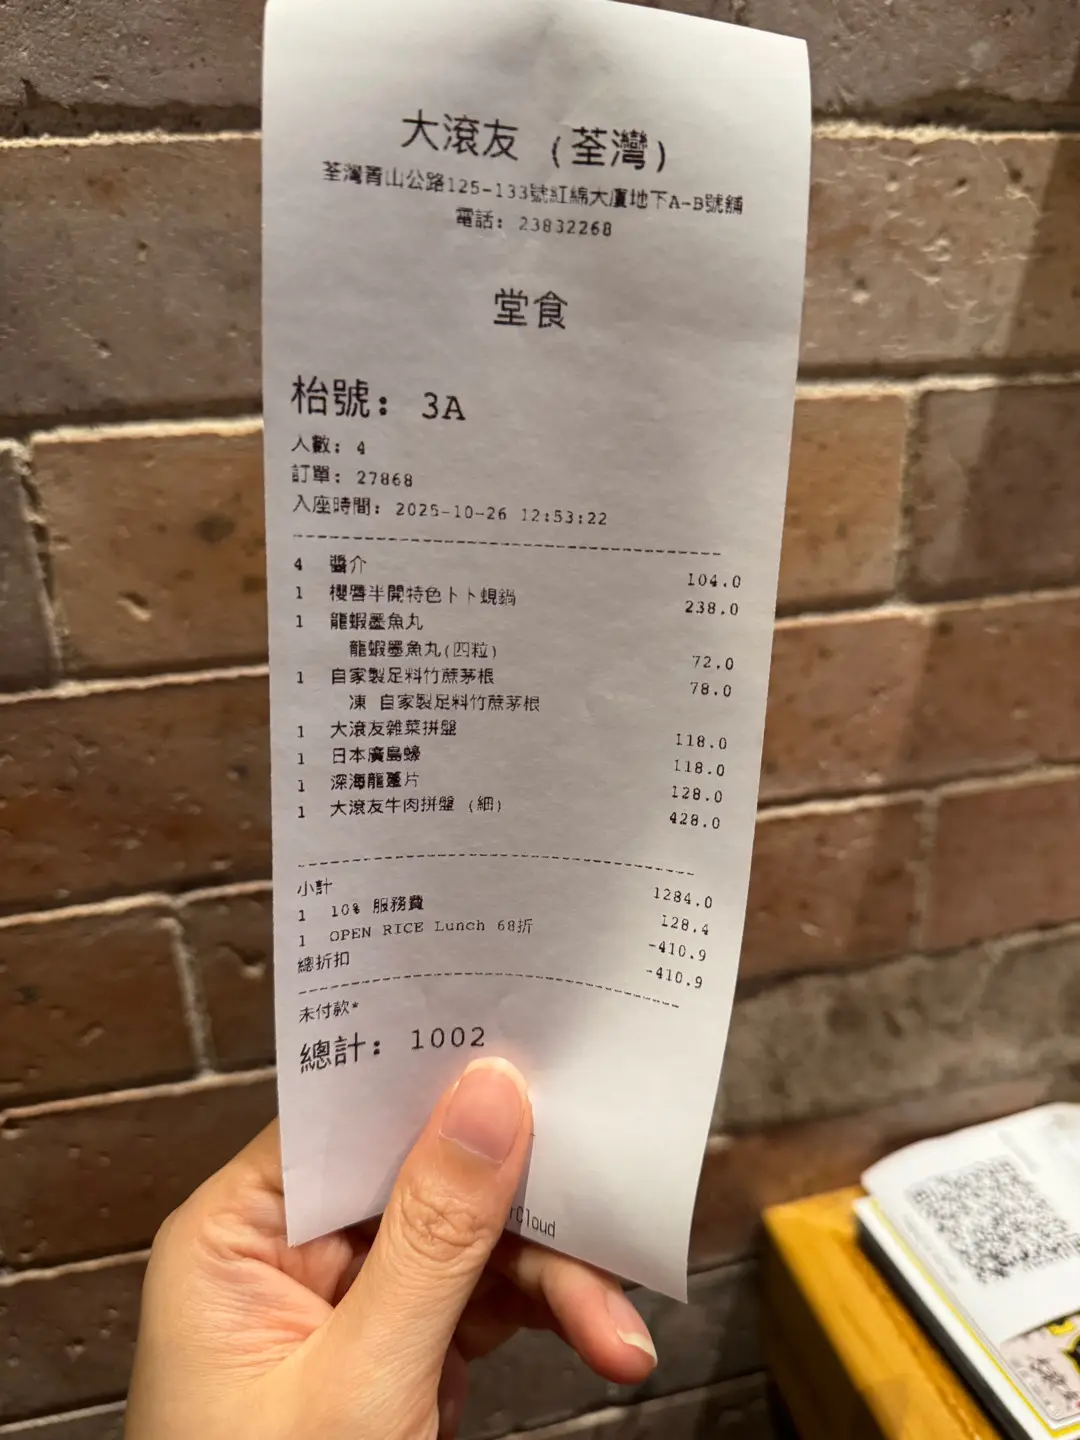 大滾友 (荃灣)
荃灣青山公路125-133號紅綿大廈地下A-B號舖
電話: 23832268
堂食
枱號: 3A
人數: 4
訂單: 27868
入座時間: 2025-10-26 12:53:22
4 醬介 104.0
1 櫻唇半開特色卜卜蜆鍋 238.0
1 龍蝦墨魚丸
龍蝦墨魚丸(四粒) 72.0
1 自家製足料竹蔗茅根 78.0
凍 自家製足料竹蔗茅根
1 大滾友雜菜拼盤 118.0
1 日本廣島蠔 118.0
1 深海龍躉片 128.0
1 大滾友牛肉拼盤 (細) 428.0
小計 1284.0
1 10% 服務費 128.4
1 OPEN RICE Lunch 68折 -410.9
總折扣 -410.9
未付款*
總計: 1002
Cloud